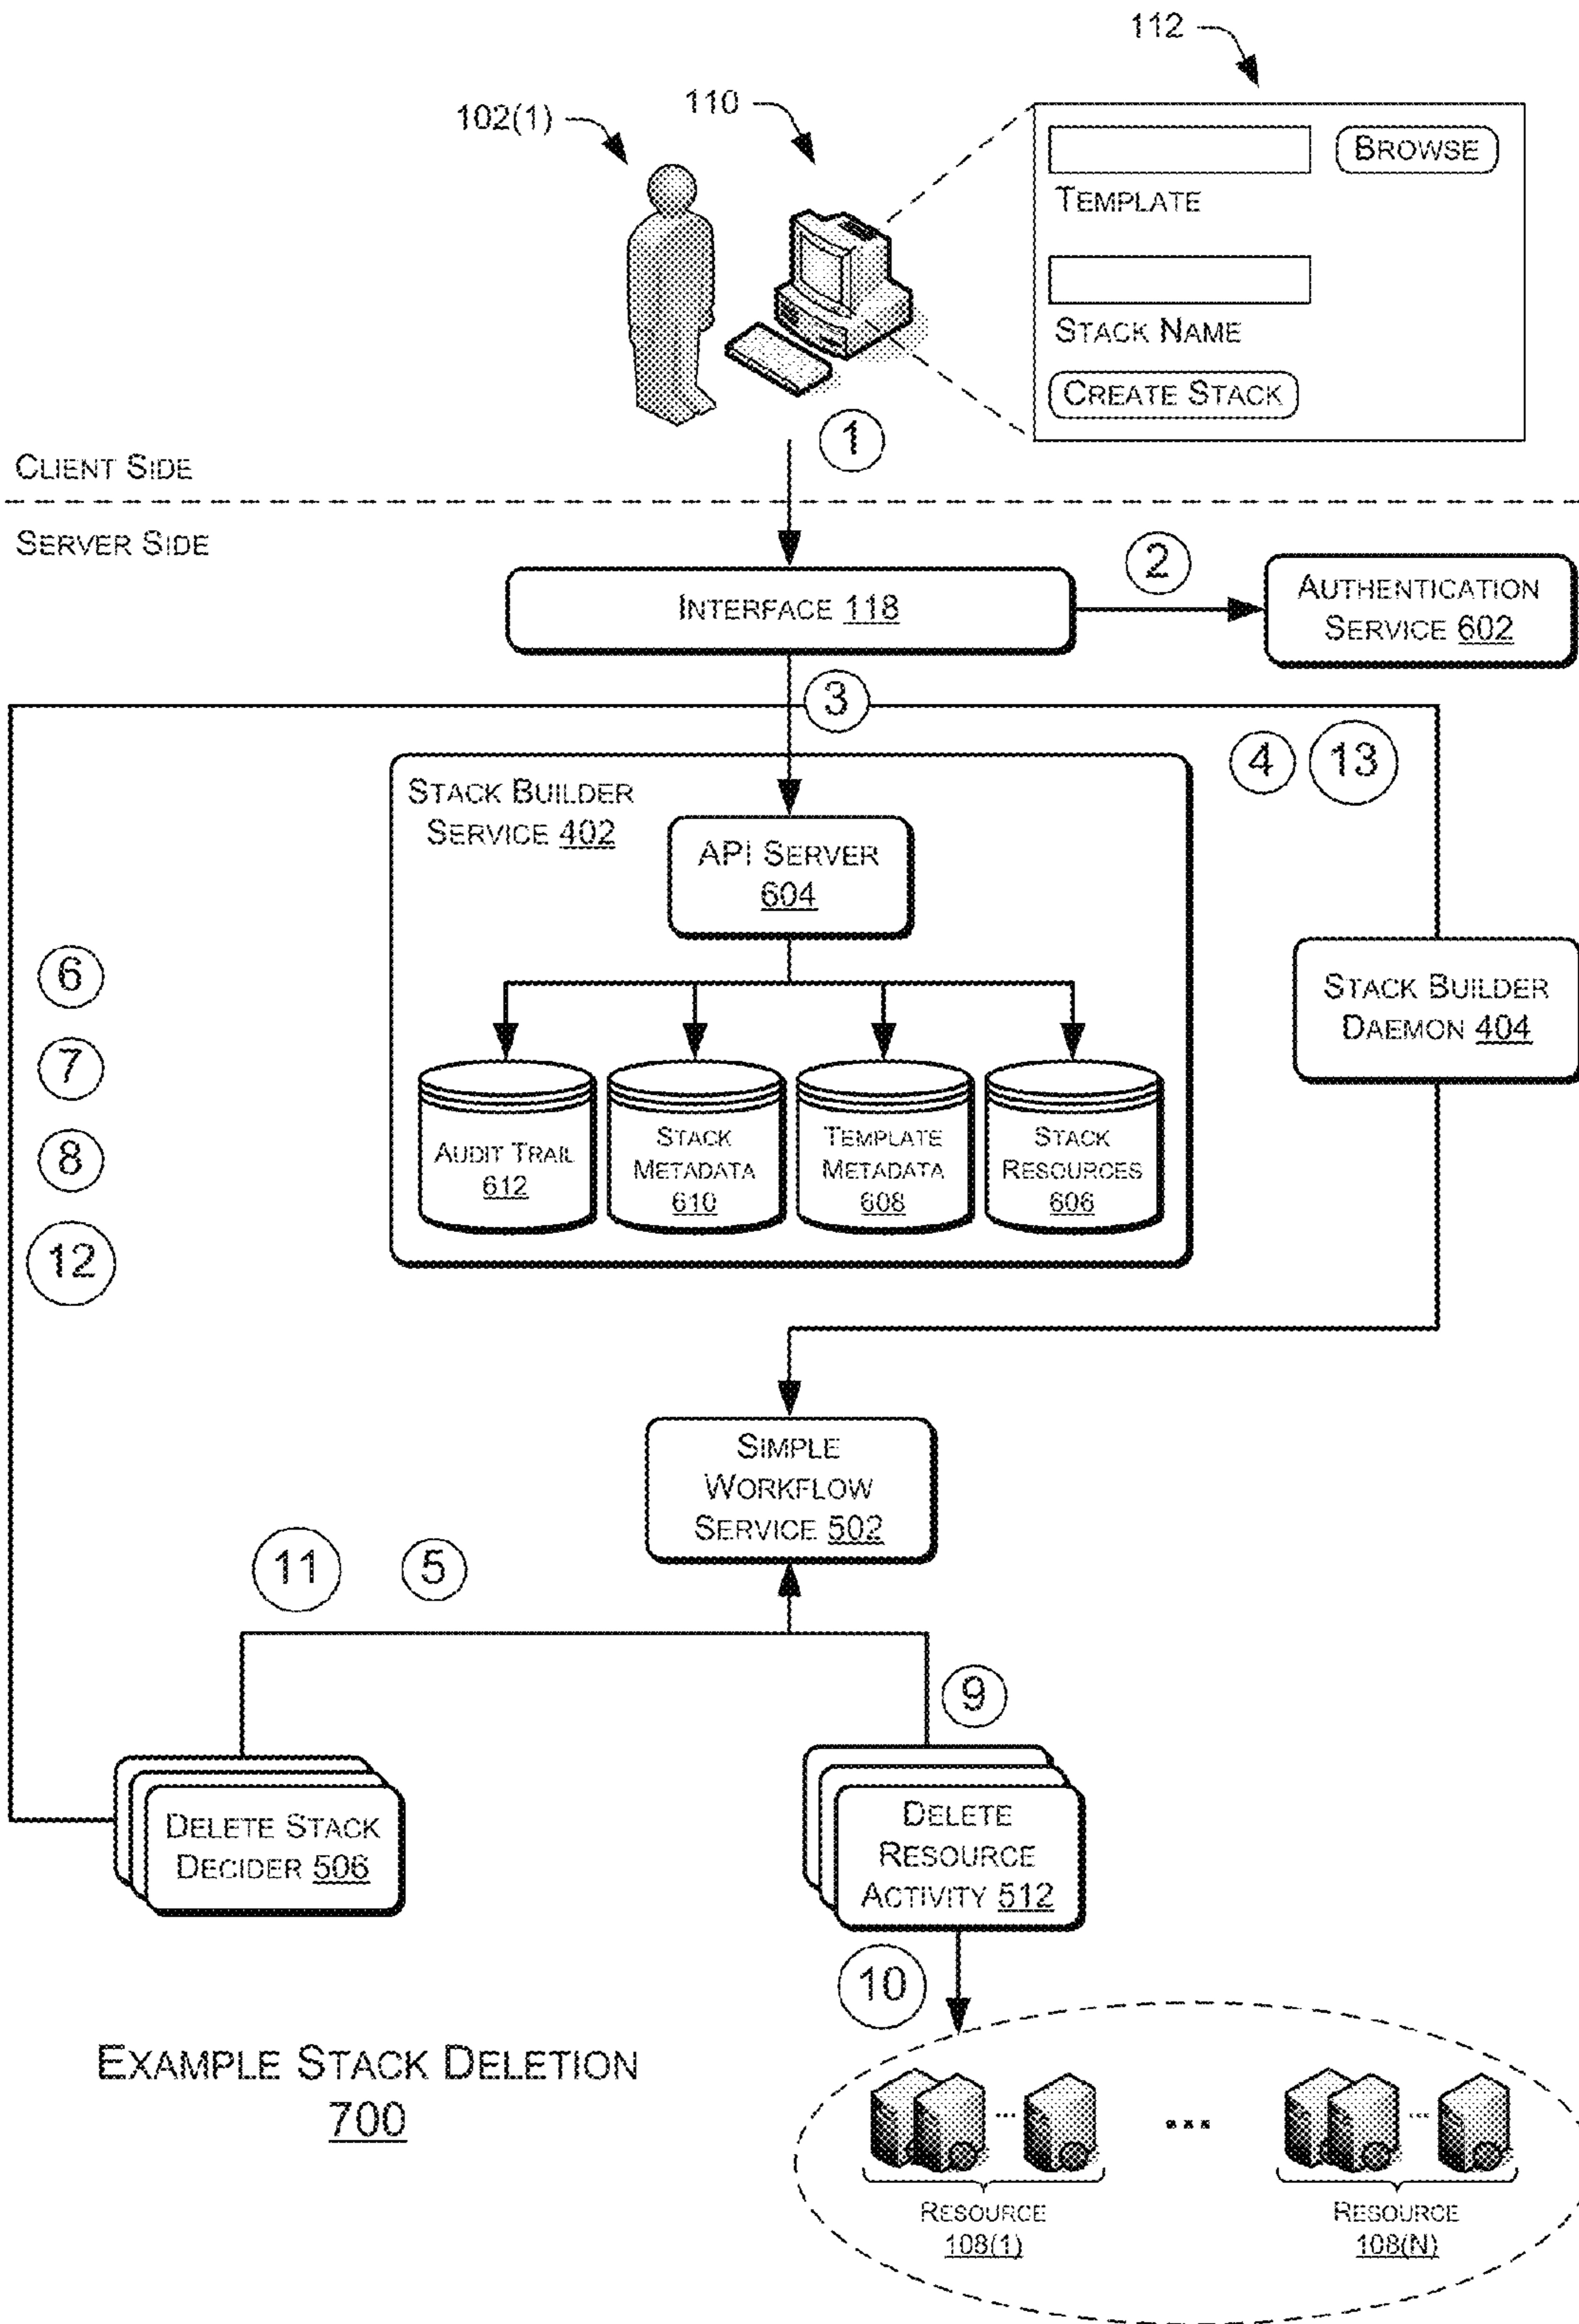 112
110
102(1)
BROWSE
TEMPLATE
STACK NAME
CREATE STACK
1
CLIENT SIDE
SERVER SIDE
2
INTERFACE 118
AUTHENTICATION
SERVICE 602
3
4
13
STACK BUILDER
SERVICE 402
API SERVER
604
6
7
8
12
STACK BUILDER
DAEMON 404
AUDIT TRAIL
612
STACK
METADATA
610
TEMPLATE
METADATA
608
STACK
RESOURCES
606
SIMPLE
WORKFLOW
SERVICE 502
11
5
9
DELETE STACK
DECIDER 506
DELETE
RESOURCE
ACTIVITY 512
10
EXAMPLE STACK DELETION
700
...
...
...
RESOURCE
108(1)
RESOURCE
108(N)